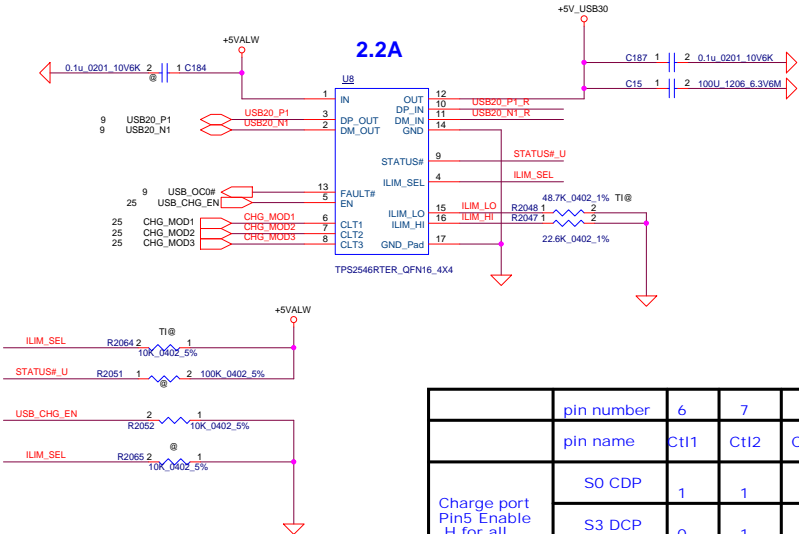 +5V_USB30
+5VALW
2.2A
C187 1 2 0.1u_0201_10V6K
0.1u_0201_10V6K 2 1 C184
@
C15 1 2 100U_1206_6.3V6M
U8
1 IN OUT 12
DP_IN 10 USB20_P1_R
9 USB20_P1 USB20_P1 3 DP_OUT DM_IN 11 USB20_N1_R
9 USB20_N1 USB20_N1 2 DM_OUT GND 14
STATUS# 9 STATUS#_U
ILIM_SEL 4 ILIM_SEL
9 USB_OC0# 13 FAULT#
25 USB_CHG_EN 5 EN
48.7K_0402_1% TI@
ILIM_LO 15 ILIM_LO R2048 1 2
25 CHG_MOD1 CHG_MOD1 6 CLT1 ILIM_HI 16 ILIM_HI R2047 1 2
25 CHG_MOD2 CHG_MOD2 7 CLT2
25 CHG_MOD3 CHG_MOD3 8 CLT3 GND_Pad 17
22.6K_0402_1%
TPS2546RTER_QFN16_4X4
+5VALW
TI@
ILIM_SEL R2064 2 1
10K_0402_5%
STATUS#_U R2051 1 2 100K_0402_5%
@
USB_CHG_EN 2 1
R2052 10K_0402_5%
@
ILIM_SEL R2065 2 1
10K_0402_5%
pin number 6 7
pin name Ctl1 Ctl2 C
S0 CDP 1 1
Charge port
Pin5 Enable
H for all
S3 DCP 0 1